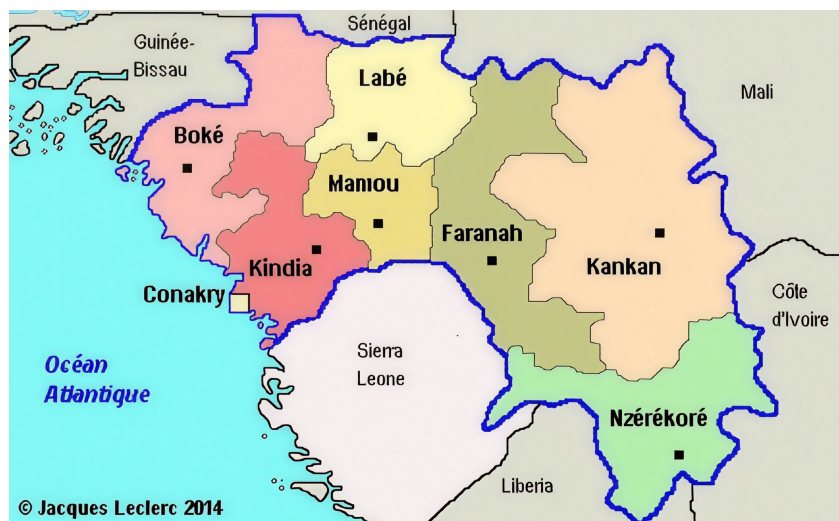 Sénégal
Guinée-
Bissau
Labé
Mali
Boké
Mamou
Faranah
Kindia
Kankan
Conakry
Côte
d'Ivoire
Sierra
Leone
Océan
Atlantique
Nzérékoré
Liberia
© Jacques Leclerc 2014